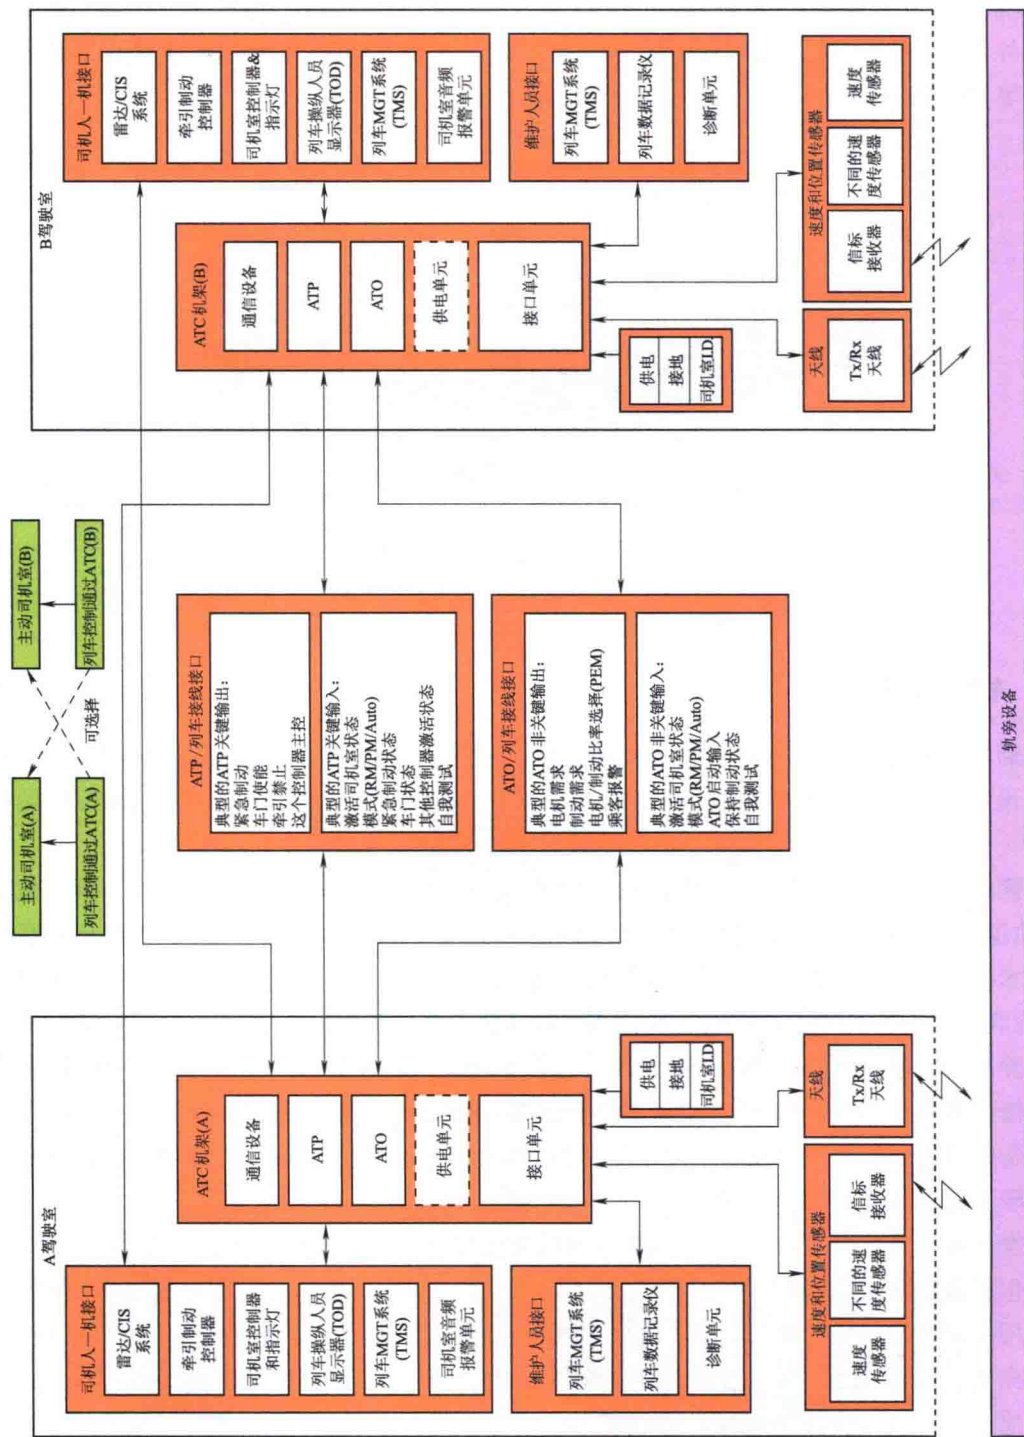 主动司机室(A)
主动司机室(B)
列车控制通过ATC(A)
可选择
列车控制通过ATC(B)
A驾驶室
司机人一机接口
雷达/CIS
系统
牵引制动
控制器
司机室控制器
和指示灯
列车操纵人员
显示器(TOD)
列车MGT系统
(TMS)
司机室音频
报警单元
ATC机架(A)
通信设备
ATP
ATO
供电单元
接口单元
维护人员接口
列车MGT系统
(TMS)
列车数据记录仪
诊断单元
供电
接地
司机室LD
速度和位置传感器
速度
传感器
不同的速
度传感器
信标
接收器
天线
Tx/Rx
天线
ATP/列车接线接口
典型的ATP关键输出：
紧急制动
车门使能
牵引禁止
这个控制器主控
典型的ATP关键输入：
激活司机室状态
模式(RM/PM/Auto)
紧急制动状态
车门状态
其他控制器激活状态
自我测试
ATO/列车接线接口
典型的ATO非关键输出：
电机需求
制动需求
电机/制动比率选择(PEM)
乘客报警
典型的ATO非关键输入：
激活司机室状态
模式(RM/PM/Auto)
ATO启动输入
保持制动状态
自我测试
B驾驶室
ATC机架(B)
通信设备
ATP
ATO
供电单元
接口单元
司机人一机接口
雷达/CIS
系统
牵引制动
控制器
司机室控制器&
指示灯
列车操纵人员
显示器(TOD)
列车MGT系统
(TMS)
司机室音频
报警单元
维护人员接口
列车MGT系统
(TMS)
列车数据记录仪
诊断单元
供电
接地
司机室LD
天线
Tx/Rx
天线
速度和位置传感器
信标
接收器
不同的速
度传感器
速度
传感器
轨旁设备